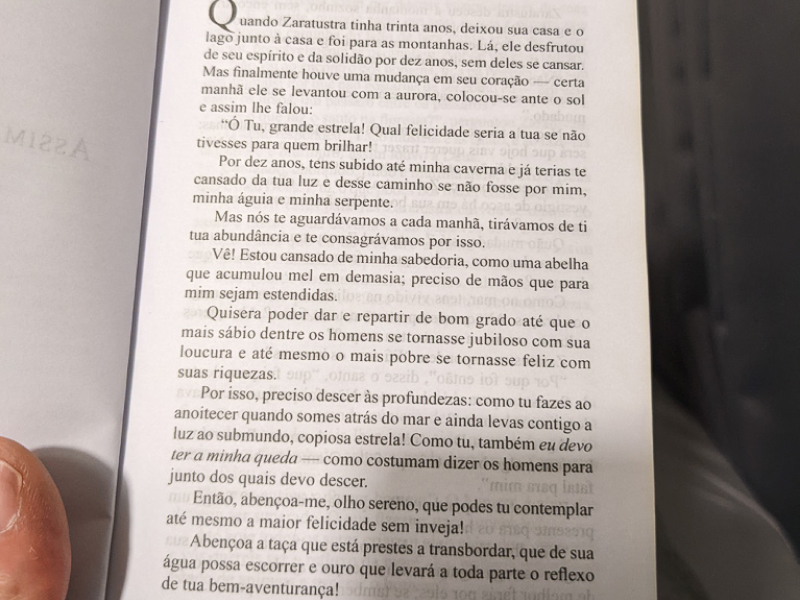 ASSIM
Quando Zaratustra tinha trinta anos, deixou sua casa e o
lago junto à casa e foi para as montanhas. Lá, ele desfrutou
de seu espírito e da solidão por dez anos, sem deles se cansar.
Mas finalmente houve uma mudança em seu coração — certa
manhã ele se levantou com a aurora, colocou-se ante o sol
e assim lhe falou:
“Ó Tu, grande estrela! Qual felicidade seria a tua se não
tivesses para quem brilhar!
Por dez anos, tens subido até minha caverna e já terias te
cansado da tua luz e desse caminho se não fosse por mim,
minha águia e minha serpente.
Mas nós te aguardávamos a cada manhã, tirávamos de ti
tua abundância e te consagrávamos por isso.
Vê! Estou cansado de minha sabedoria, como uma abelha
que acumulou mel em demasia; preciso de mãos que para
mim sejam estendidas.
Quisera poder dar e repartir de bom grado até que o
mais sábio dentre os homens se tornasse jubiloso com sua
loucura e até mesmo o mais pobre se tornasse feliz com
suas riquezas.
Por isso, preciso descer às profundezas: como tu fazes ao
anoitecer quando somes atrás do mar e ainda levas contigo a
luz ao submundo, copiosa estrela! Como tu, também eu devo
ter a minha queda — como costumam dizer os homens para
junto dos quais devo descer.
Então, abençoa-me, olho sereno, que podes tu contemplar
até mesmo a maior felicidade sem inveja!
Abençoa a taça que está prestes a transbordar, que de sua
água possa escorrer e ouro que levará a toda parte o reflexo
de tua bem-aventurança!